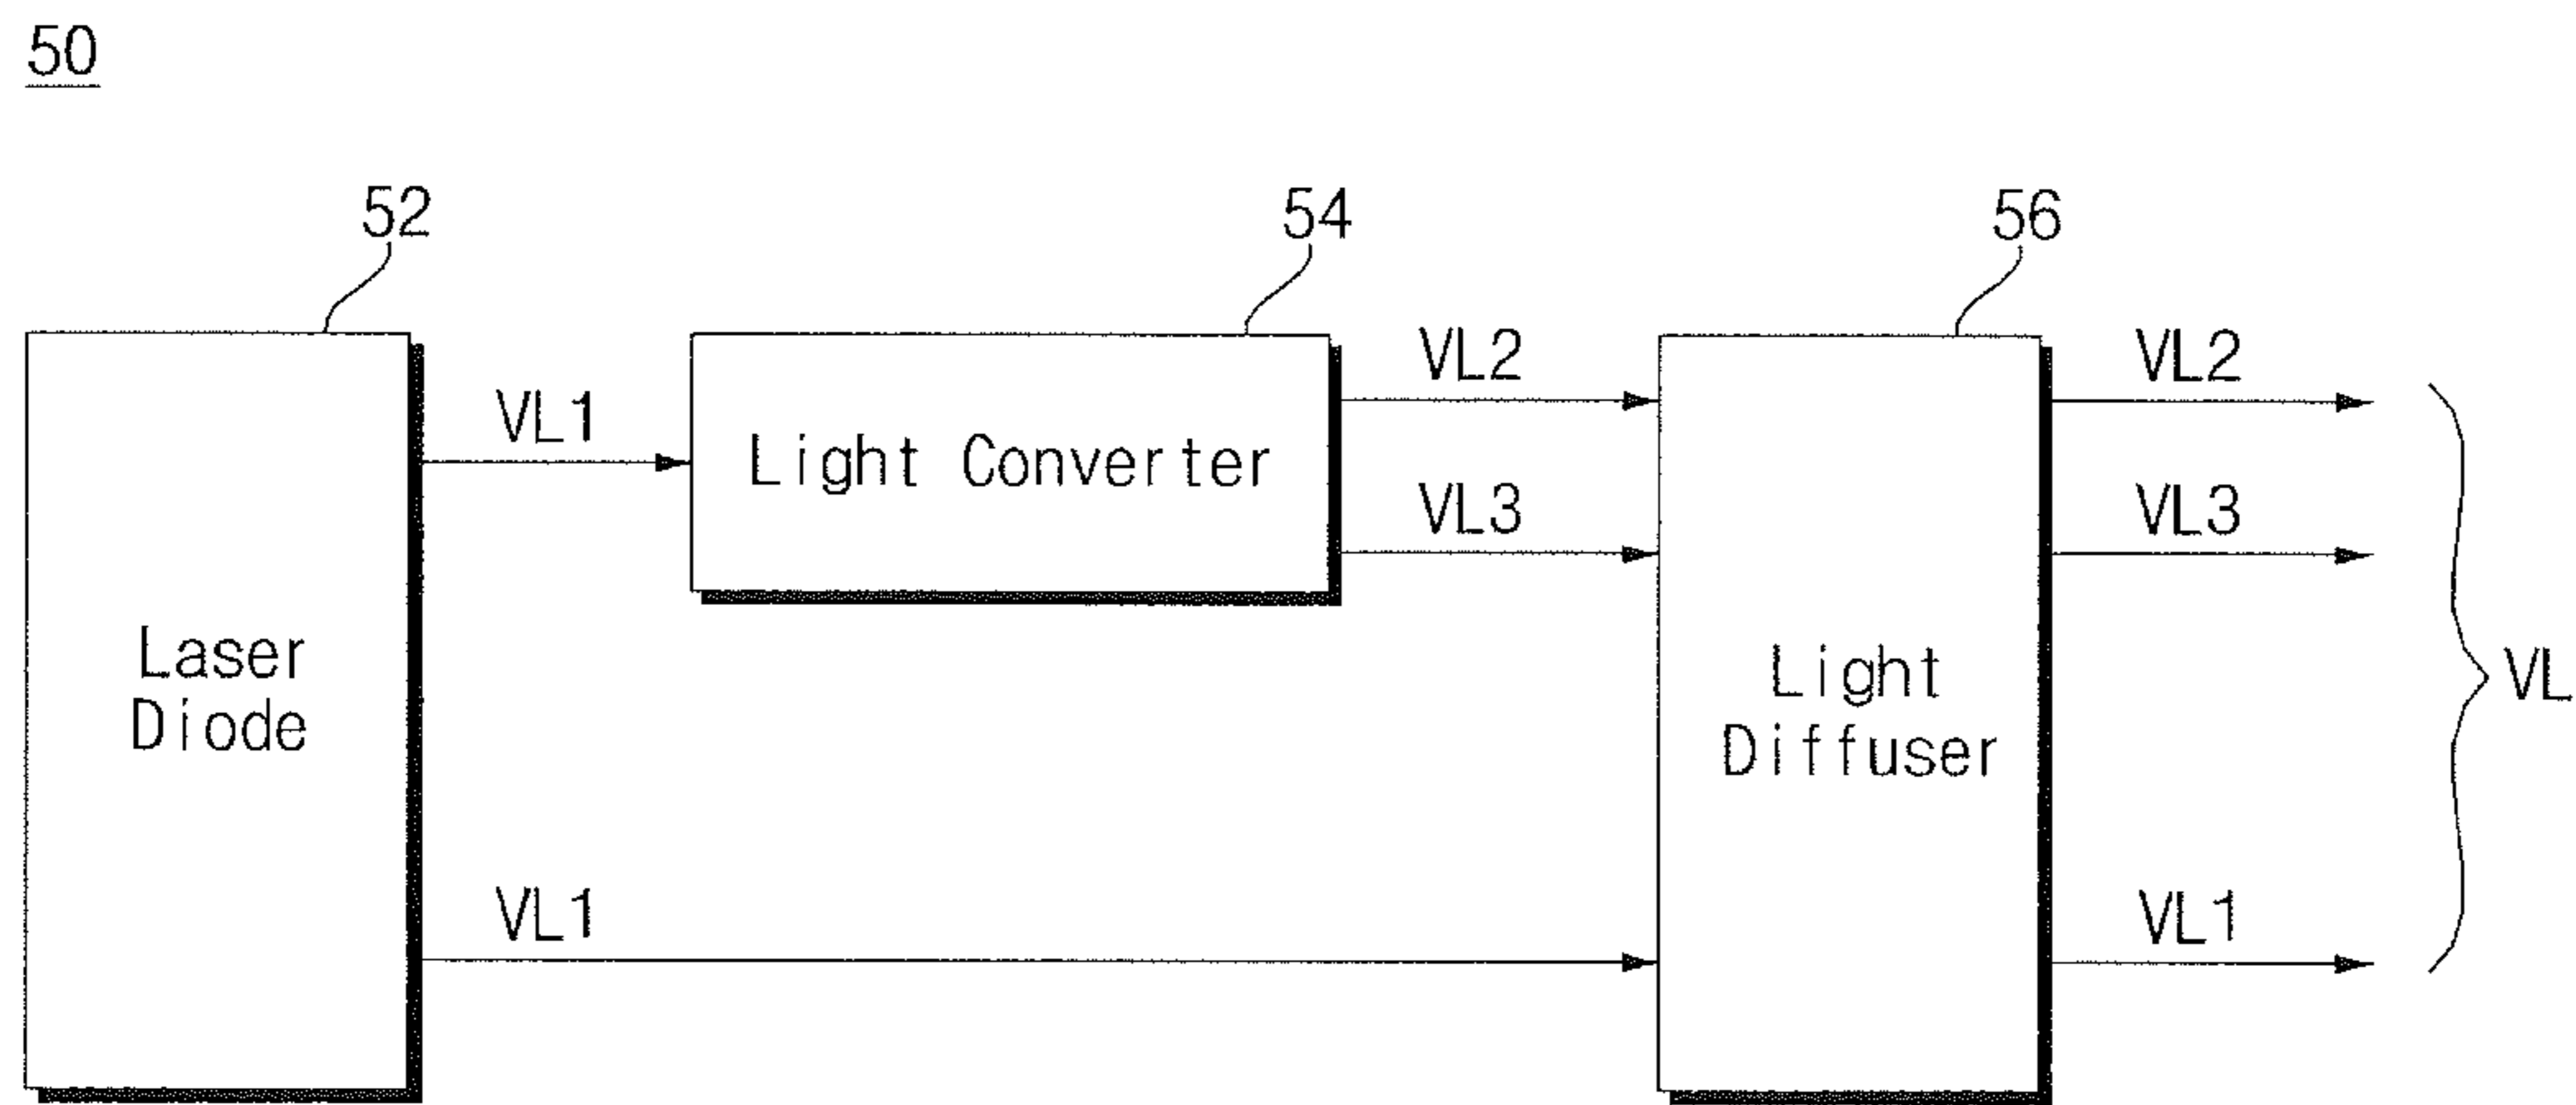 50
52
54
56
VL1
Light Converter
VL2
VL3
VL2
VL3
Laser
Diode
Light
Diffuser
VL
VL1
VL1